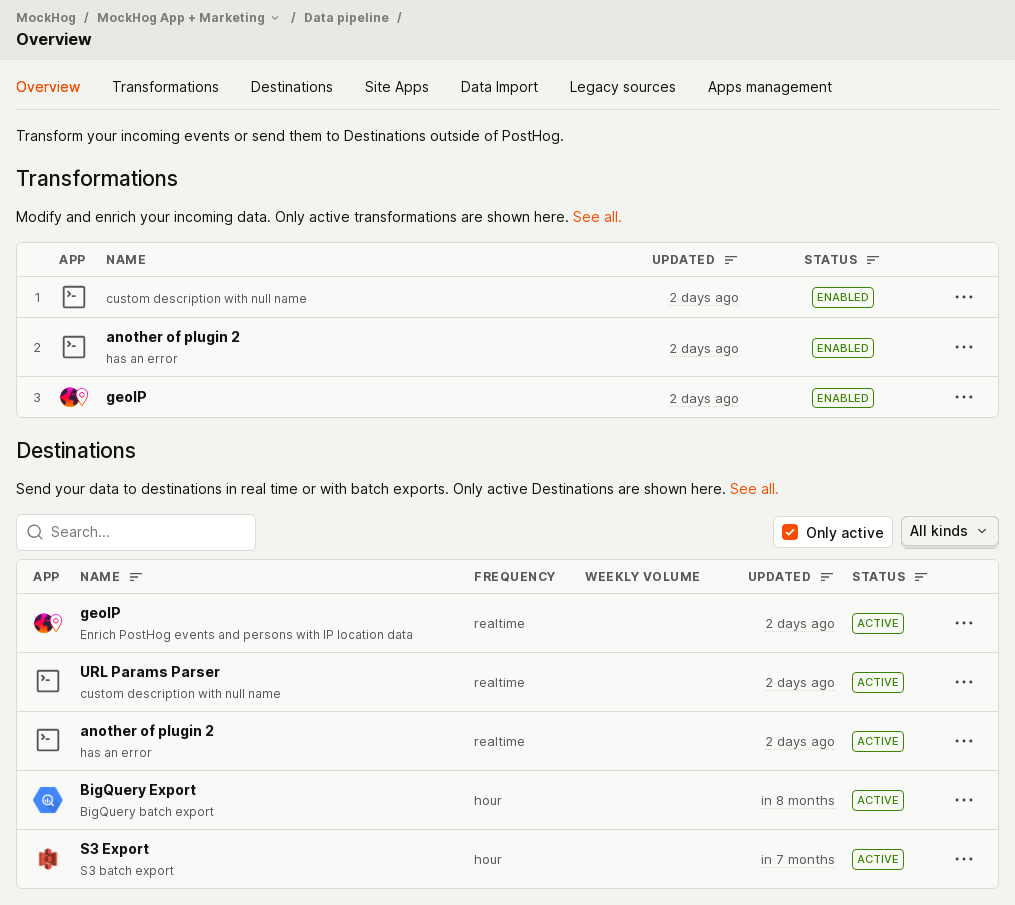 MockHog / MockHog App + Marketing / Data pipeline /
Overview
Overview Transformations Destinations Site Apps Data Import Legacy sources Apps management
Transform your incoming events or send them to Destinations outside of PostHog.
Transformations
Modify and enrich your incoming data. Only active transformations are shown here. See all.
APP NAME UPDATED STATUS
1 custom description with null name 2 days ago ENABLED
another of plugin 2
2 has an error 2 days ago ENABLED
3 geoIP 2 days ago ENABLED
Destinations
Send your data to destinations in real time or with batch exports. Only active Destinations are shown here. See all.
Search... Only active All kinds
APP NAME FREQUENCY WEEKLY VOLUME UPDATED STATUS
geoIP realtime 2 days ago ACTIVE
Enrich PostHog events and persons with IP location data
URL Params Parser realtime 2 days ago ACTIVE
custom description with null name
another of plugin 2 realtime 2 days ago ACTIVE
has an error
BigQuery Export hour in 8 months ACTIVE
BigQuery batch export
S3 Export hour in 7 months ACTIVE
S3 batch export